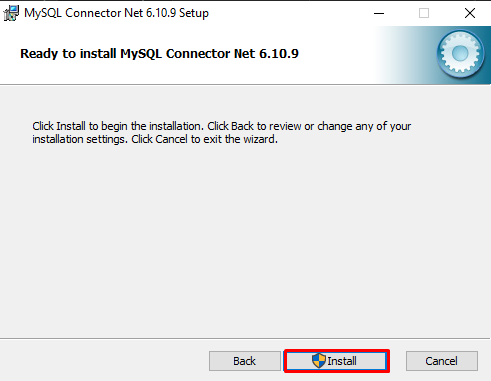 MySQL Connector Net 6.10.9 Setup
Ready to install MySQL Connector Net 6.10.9
Click Install to begin the installation. Click Back to review or change any of your
installation settings. Click Cancel to exit the wizard.
Back
Install
Cancel